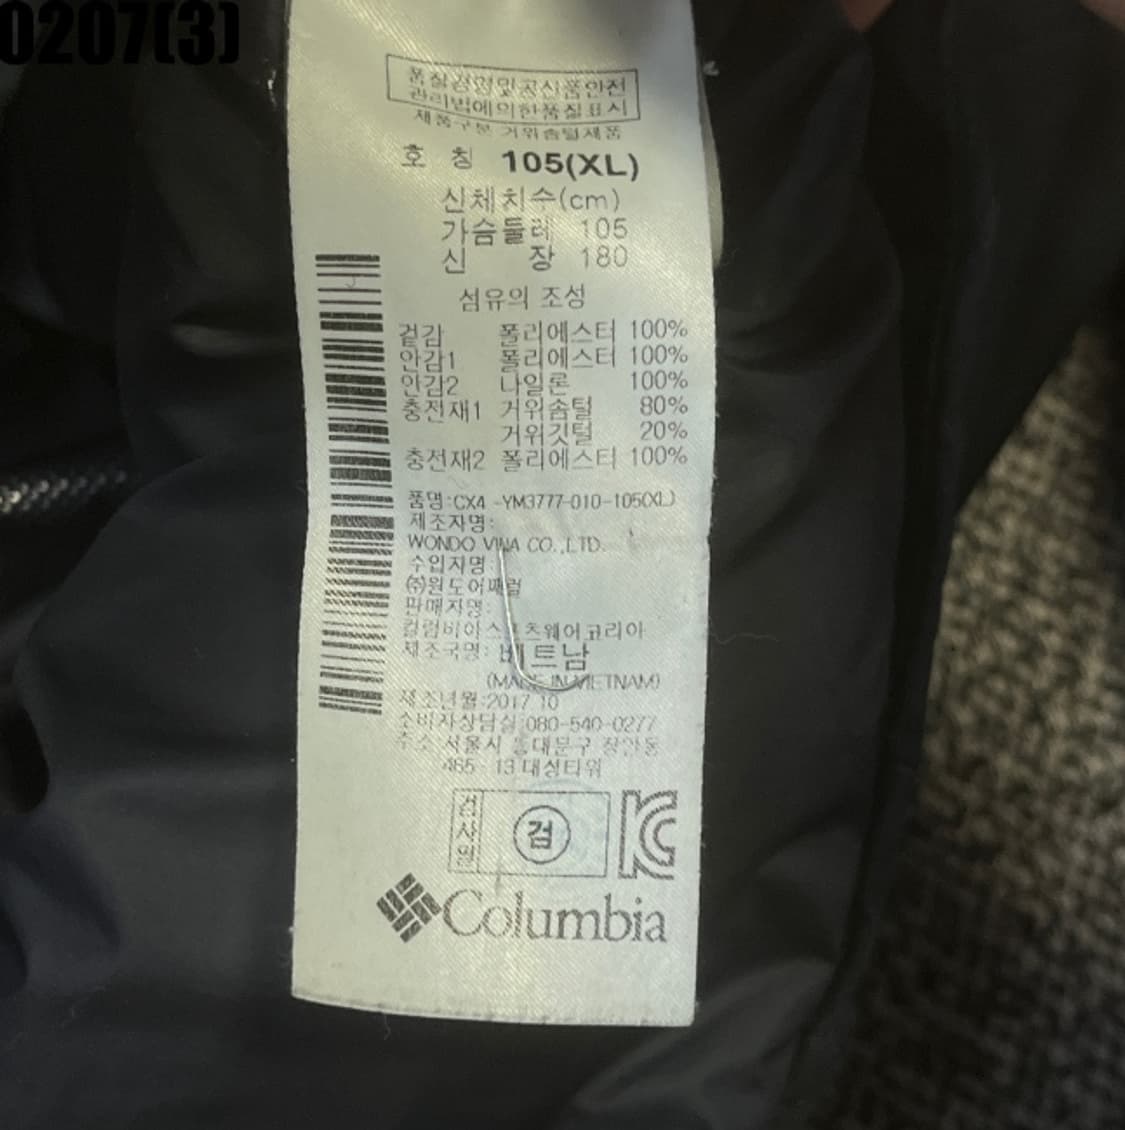 0207(3)
품질경영및공산품안전
관리법에의한품질표시
제품구분 거위솜털제품
호 칭 105(XL)
신체치수(cm)
가슴둘레 105
신 장 180
섬유의 조성
겉감 폴리에스터 100%
안감1 폴리에스터 100%
안감2 나일론 100%
충전재1 거위솜털 80%
거위깃털 20%
충전재2 폴리에스터 100%
품명:CX4 -YM3777-010-105(XL)
제조자명:
WONDO VINA CO.,LTD.
수입자명:
㈜원도어패럴
판매자명:
컬럼비아스포츠웨어코리아
제조국명: 베트남
(MADE IN VIETNAM)
제조년월:2017 10
소비자상담실:080-540-0277
주소 서울시 동대문구 장안동
465-13 대성타워
검사필
검
KC
Columbia